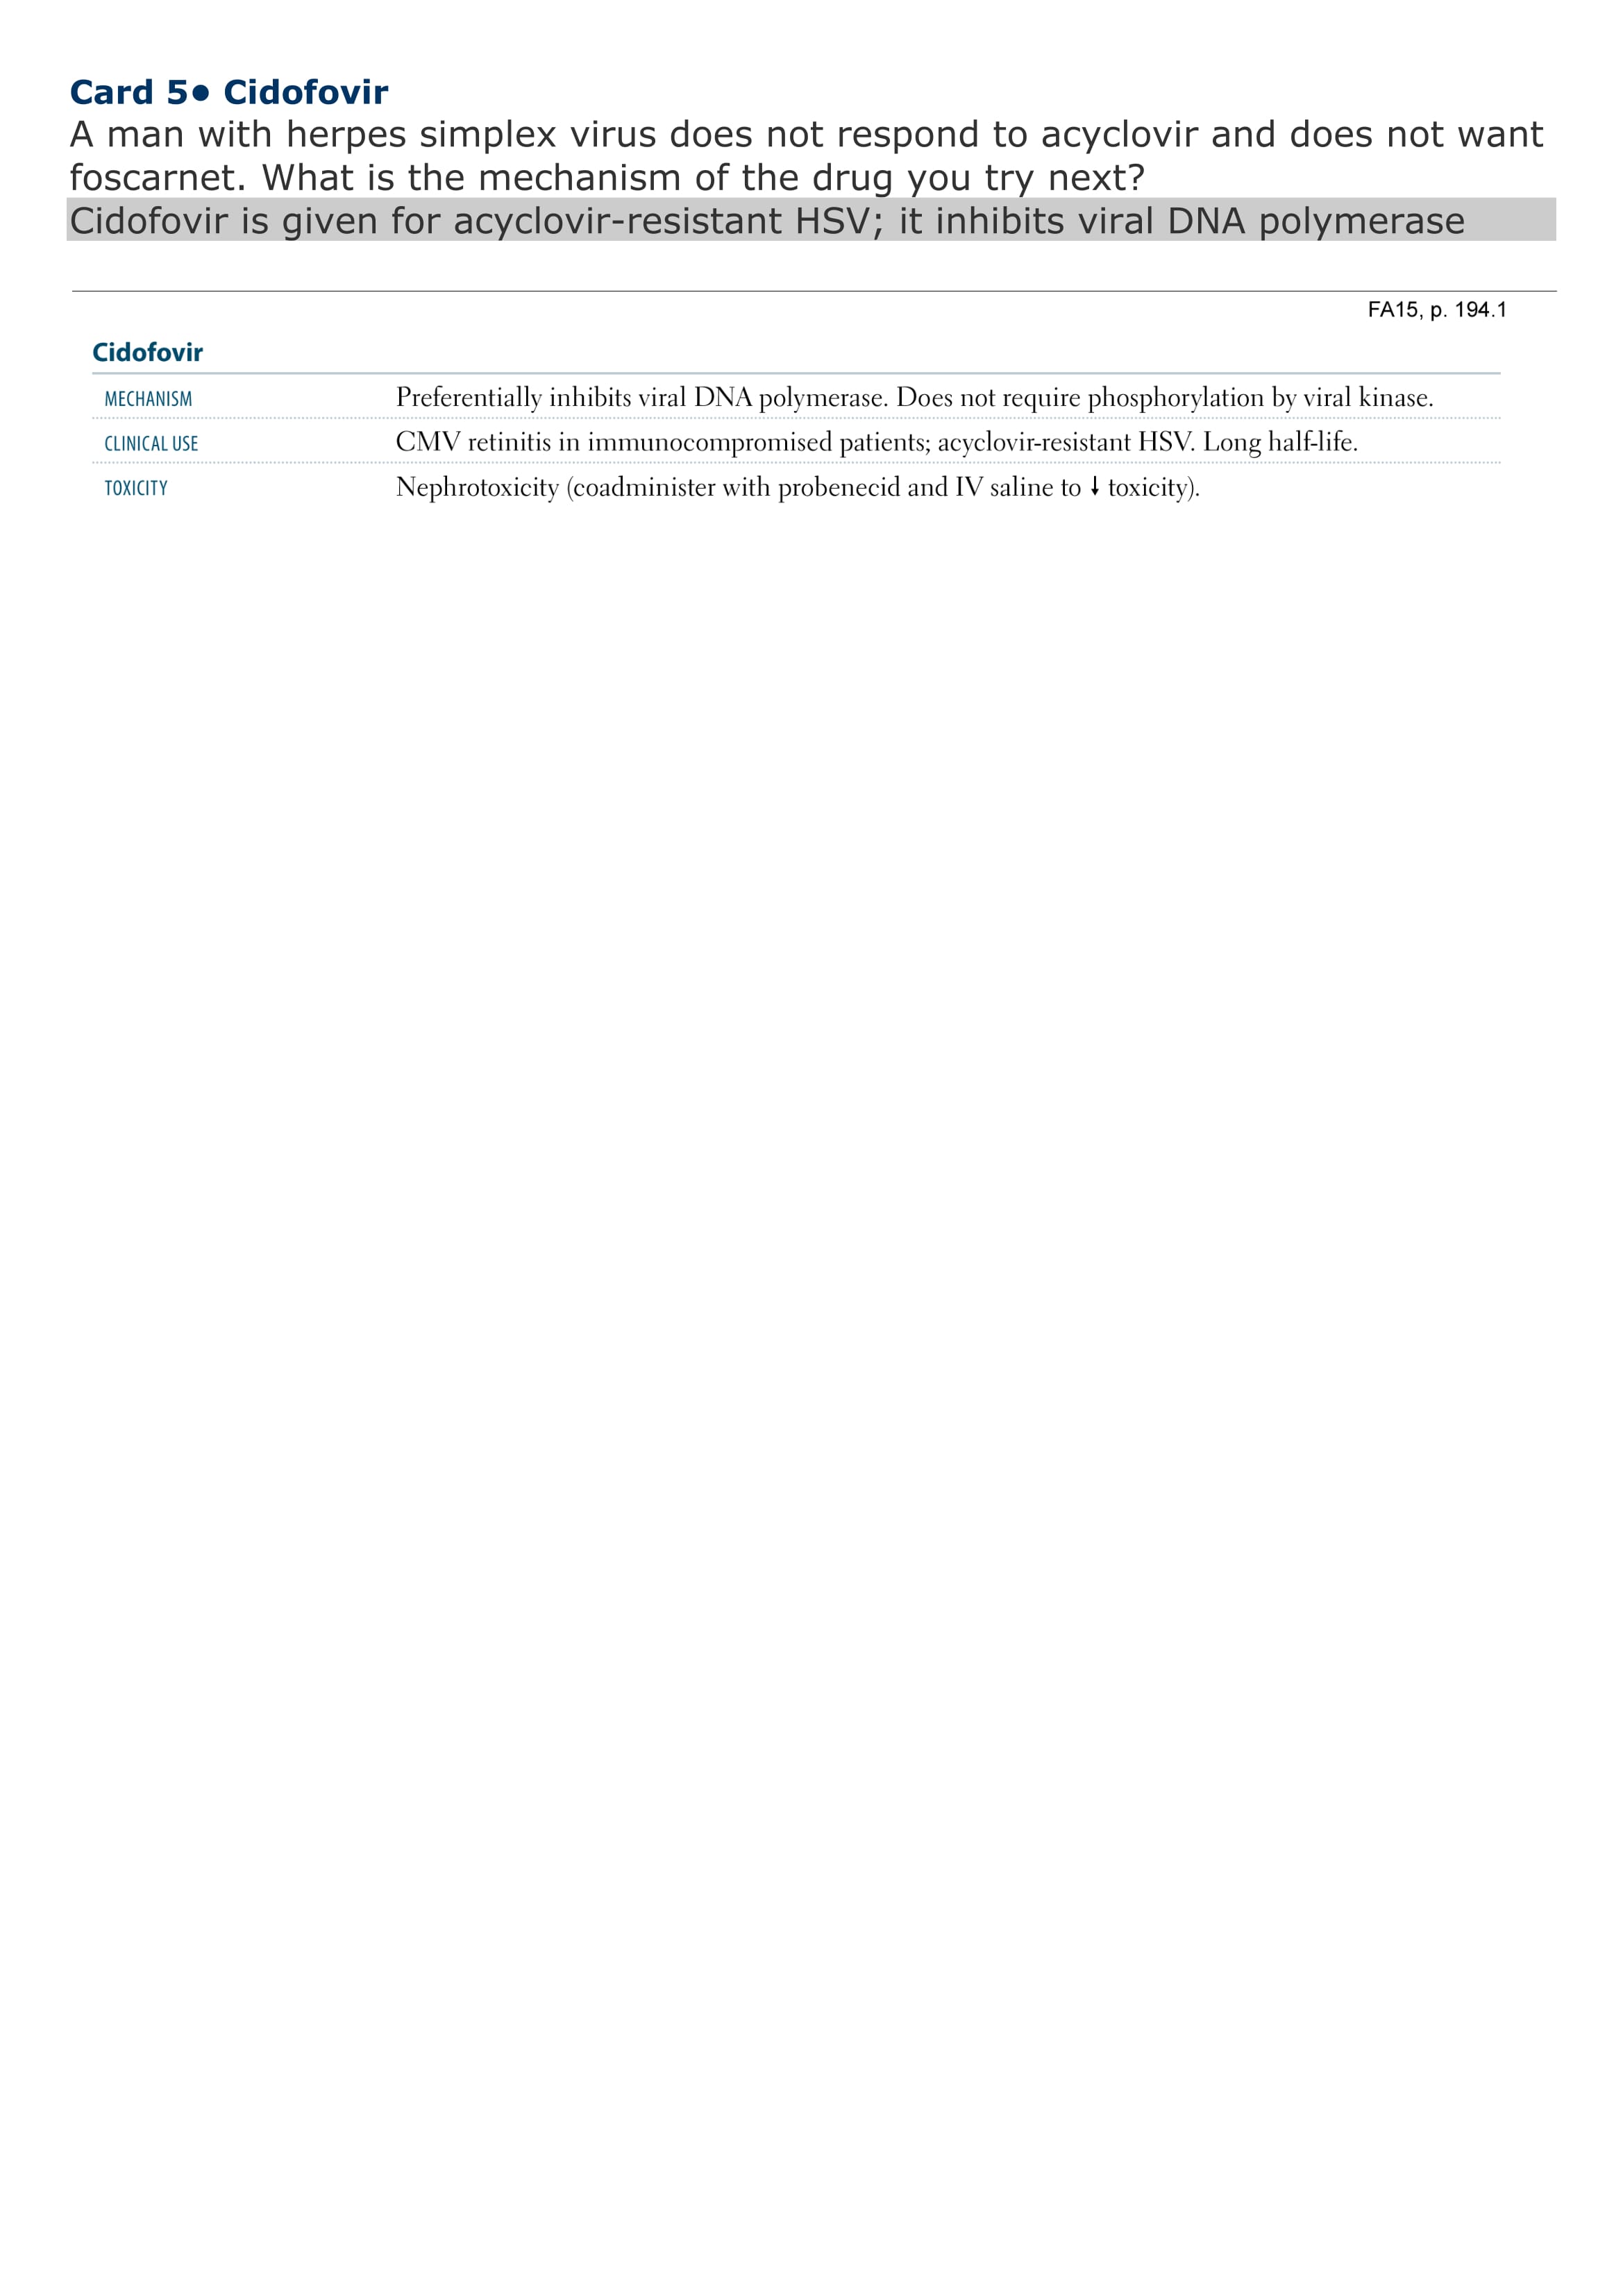 Card 5● Cidofovir
A man with herpes simplex virus does not respond to acyclovir and does not want
foscarnet. What is the mechanism of the drug you try next?
Cidofovir is given for acyclovir-resistant HSV; it inhibits viral DNA polymerase
FA15, p. 194.1
Cidofovir
MECHANISM Preferentially inhibits viral DNA polymerase. Does not require phosphorylation by viral kinase.
CLINICAL USE CMV retinitis in immunocompromised patients; acyclovir-resistant HSV. Long half-life.
TOXICITY Nephrotoxicity (coadminister with probenecid and IV saline to ↓ toxicity).